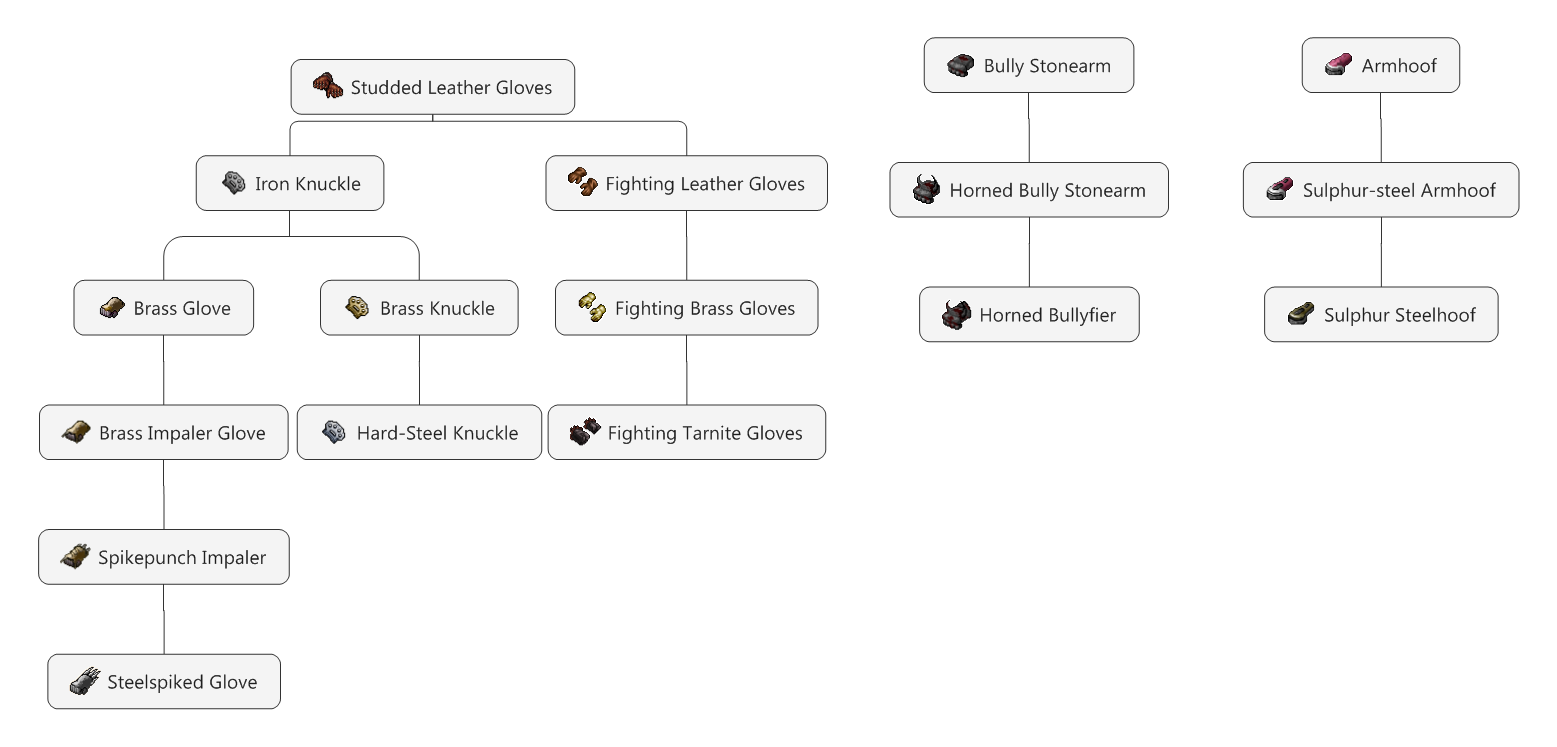 Studded Leather Gloves
Iron Knuckle
Fighting Leather Gloves
Brass Glove
Brass Knuckle
Fighting Brass Gloves
Brass Impaler Glove
Hard-Steel Knuckle
Fighting Tarnite Gloves
Spikepunch Impaler
Steelspiked Glove
Bully Stonearm
Horned Bully Stonearm
Horned Bullyfier
Armhoof
Sulphur-steel Armhoof
Sulphur Steelhoof